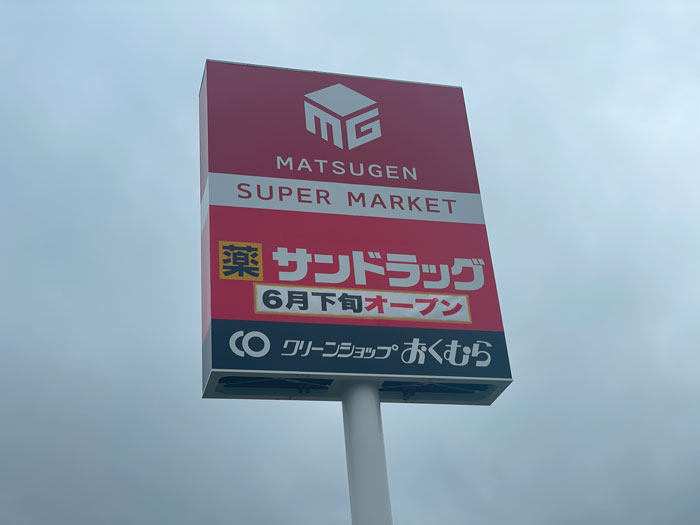 MG
MATSUGEN
SUPER MARKET
薬 サンドラッグ
6月下旬オープン
CO クリーンショップ おくむら